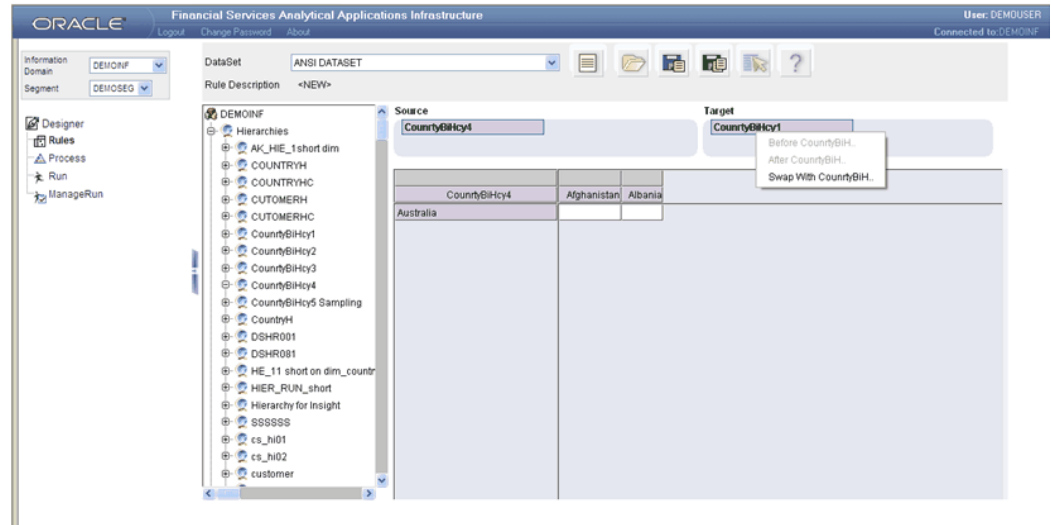 ORACLE
Financial Services Analytical Applications Infrastructure
User: DEMOUSER
Logout Change Password About
Connected to:DEMOINF
Information Domain
DEMOINF
Segment
DEMOSEG
DataSet
ANSI DATASET
?
Rule Description <NEW>
Designer
Rules
Process
Run
ManageRun
DEMOINF
Hierarchies
AK_HIE_1short dim
COUNTRYH
COUNTRYHC
CUTOMERH
CUTOMERHC
CounrtyBiHcy1
CounrtyBiHcy2
CounrtyBiHcy3
CounrtyBiHcy4
CounrtyBiHcy5 Sampling
CountryH
DSHR001
DSHR081
HE_11 short on dim_countr
HIER_RUN_short
Hierarchy for Insight
SSSSSS
cs_hi01
cs_hi02
customer
Source
CounrtyBiHcy4
Target
CounrtyBiHcy1
Before CounrtyBiH..
After CounrtyBiH..
Swap With CounrtyBiH..
CounrtyBiHcy4 Afghanistan Albania
Australia